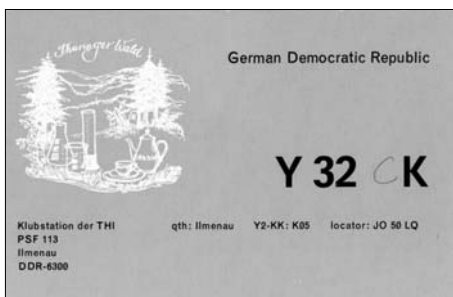 Thüringer Wald
German Democratic Republic
Y 32 CK
Klubstation der THI
PSF 113
Ilmenau
DDR-6300
qth: Ilmenau Y2-KK: K05 locator: JO 50 LQ